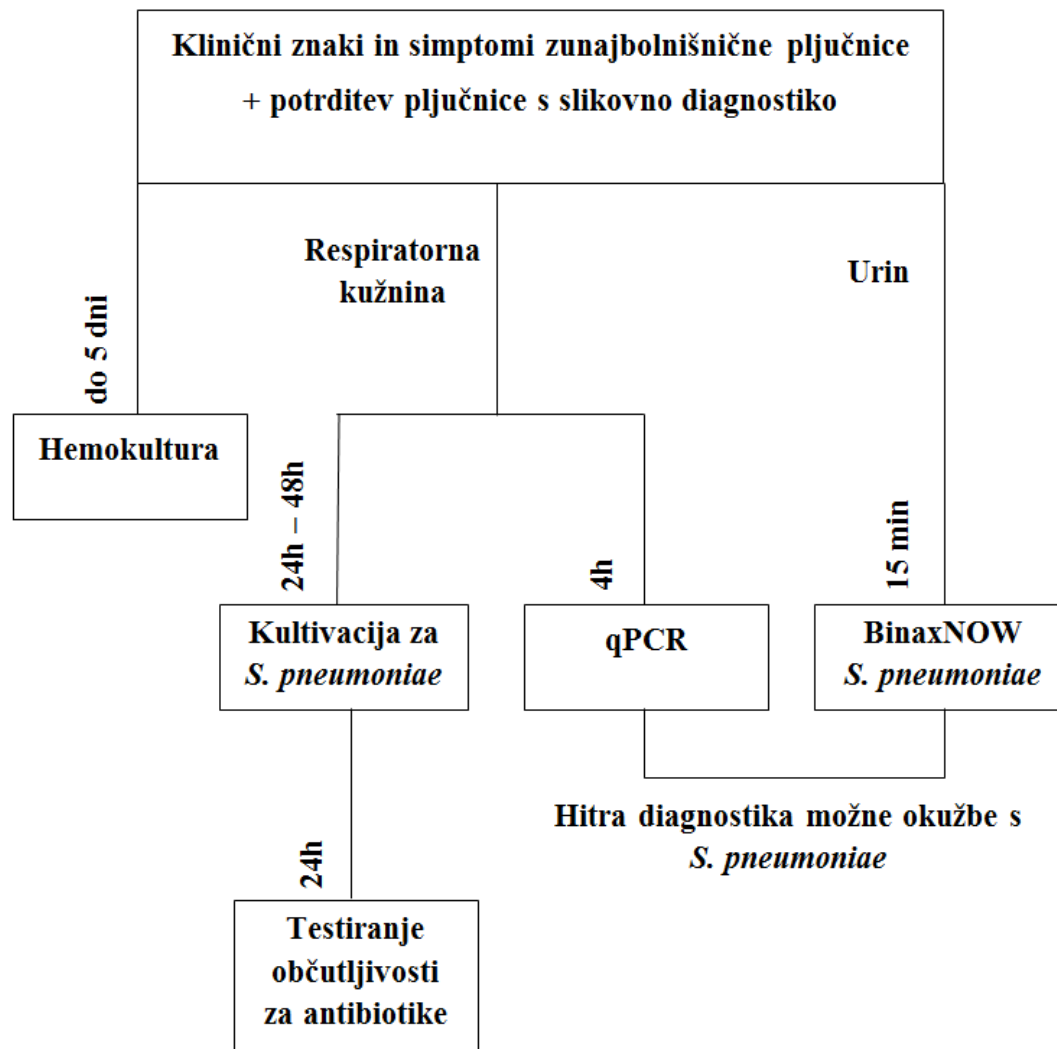 Klinični znaki in simptomi zunajbolnišnične pljučnice
+ potrditev pljučnice s slikovno diagnostiko
Respiratorna
kužnina
Urin
do 5 dni
Hemokultura
24h – 48h
4h
15 min
Kultivacija za
S. pneumoniae
qPCR
BinaxNOW
S. pneumoniae
Hitra diagnostika možne okužbe s
S. pneumoniae
24h
Testiranje
občutljivosti
za antibiotike